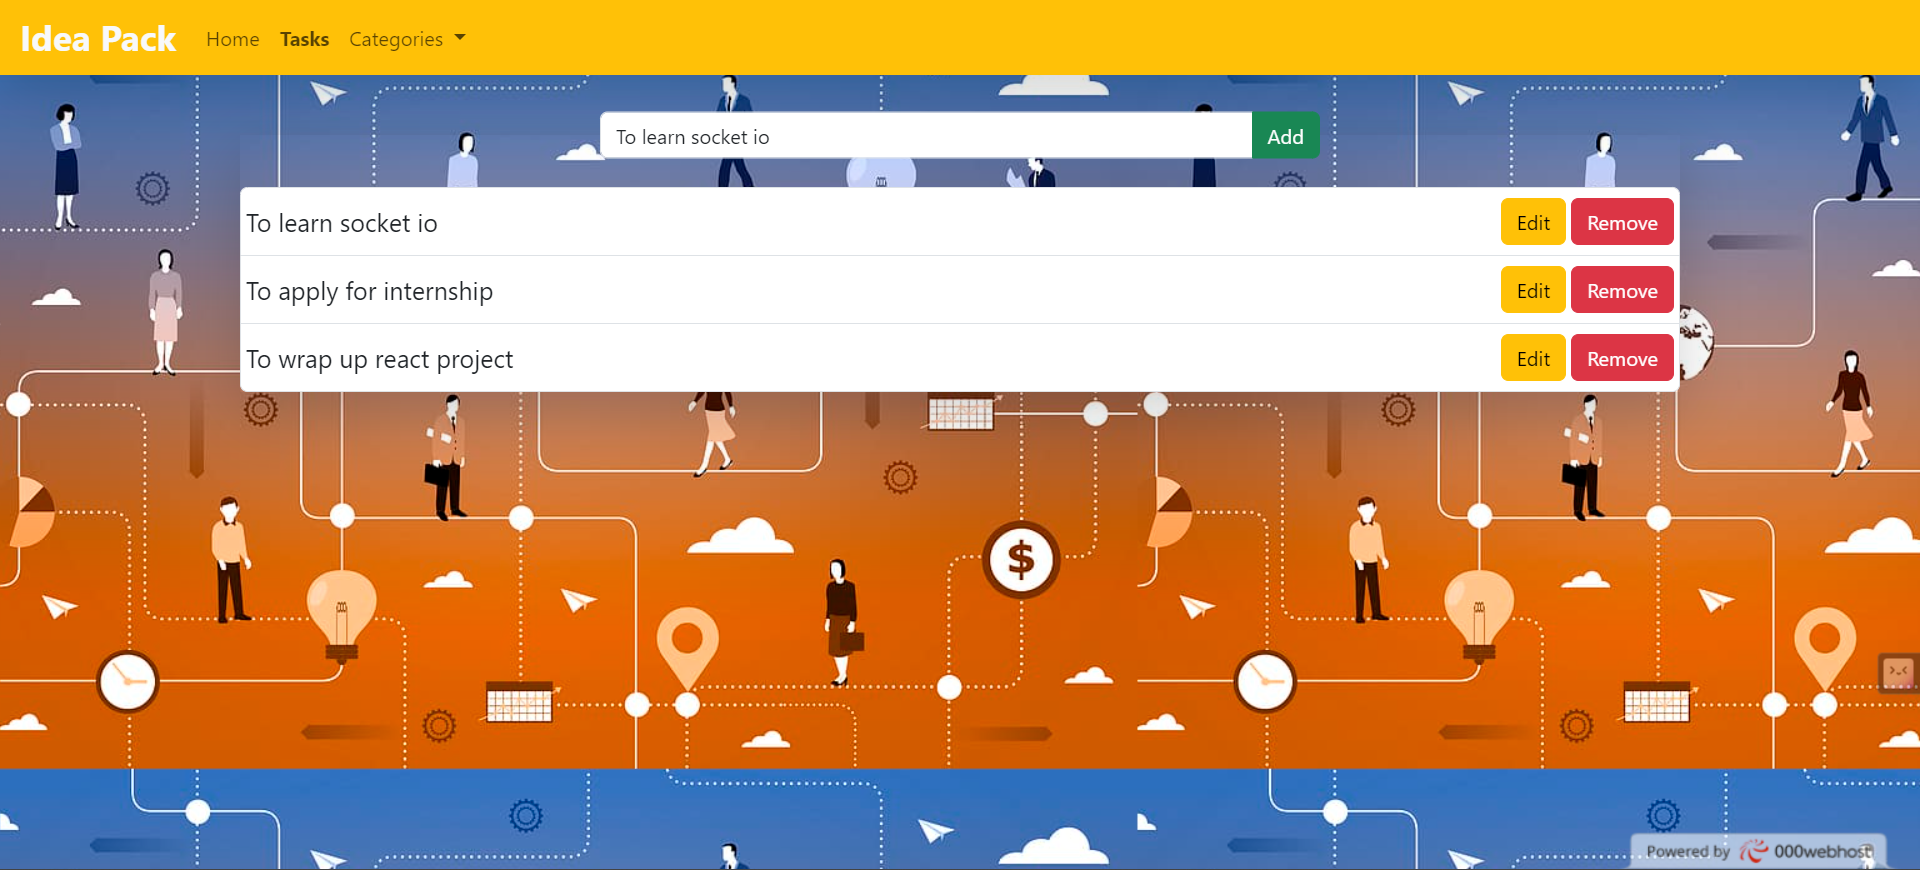 Idea Pack Home Tasks Categories
To learn socket io Add
To learn socket io Edit Remove
To apply for internship Edit Remove
$
To wrap up react project Edit Remove
Powered by 000webhost